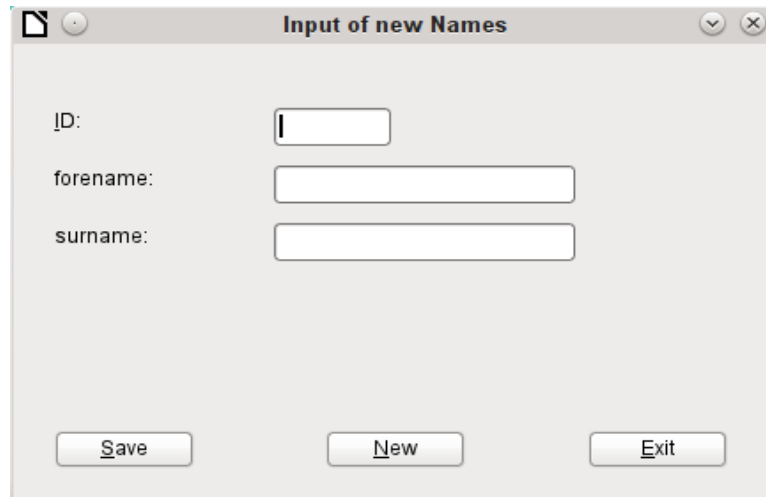 Input of new Names
ID:
forename:
surname:
Save New Exit